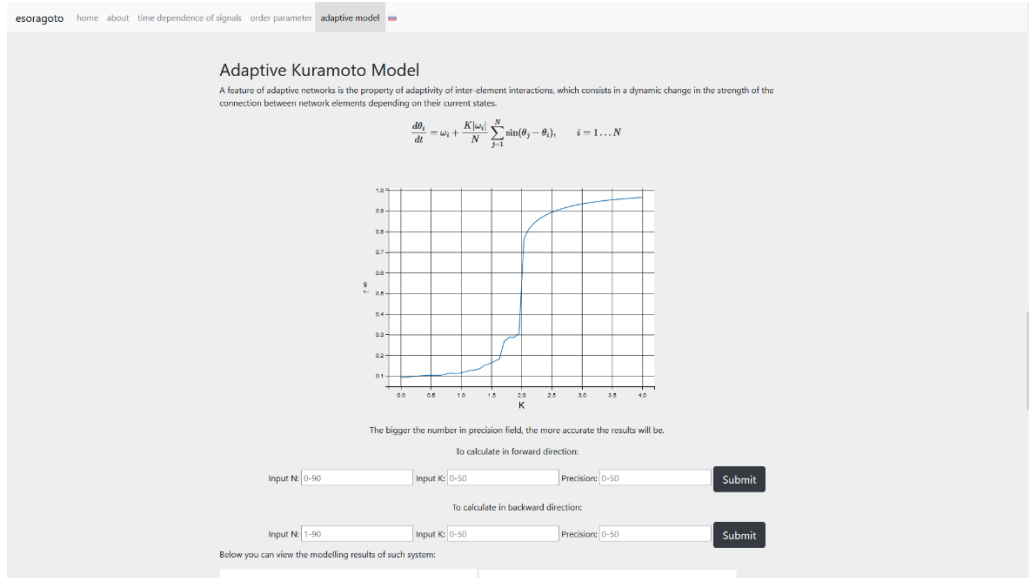 esoragoto home about time dependence of signals order parameter adaptive model
Adaptive Kuramoto Model
A feature of adaptive networks is the property of adaptivity of inter-element interactions, which consists in a dynamic change in the strength of the
connection between network elements depending on their current states.
dθ_i/dt = ω_i + K|ω_i|/N ∑_{j=1}^{N} sin(θ_j − θ_i), i = 1 … N
1.0
0.9
0.8
0.7
0.6
0.5
0.4
0.3
0.2
0.1
0.0 0.5 1.0 1.5 2.0 2.5 3.0 3.5 4.0
K
The bigger the number in precision field, the more accurate the results will be.
To calculate in forward direction:
Input N: 0-90 Input K: 0-50 Precision: 0-50 Submit
To calculate in backward direction:
Input N: 1-90 Input K: 0-50 Precision: 0-50 Submit
Below you can view the modelling results of such system: